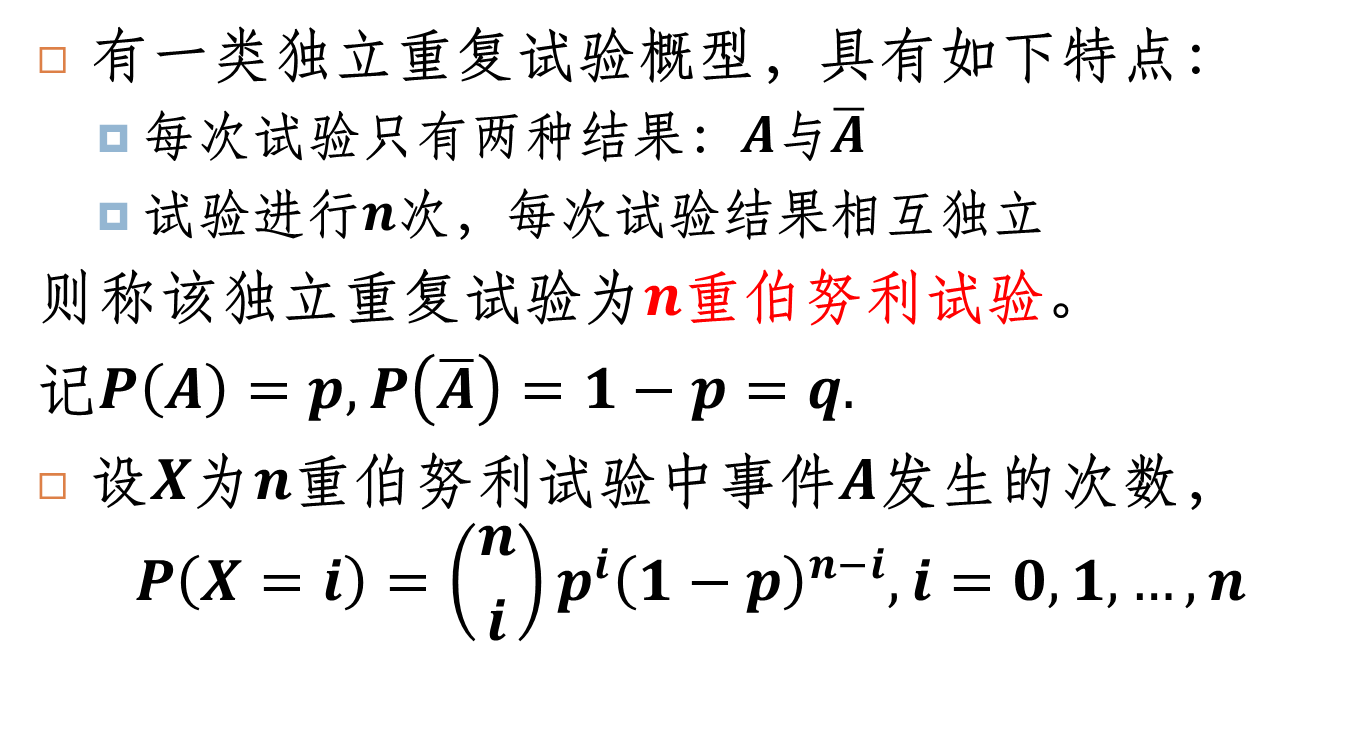 有一类独立重复试验概型，具有如下特点：
每次试验只有两种结果：A与A̅
试验进行n次，每次试验结果相互独立
则称该独立重复试验为n重伯努利试验。
记P(A) = p, P(A̅) = 1 − p = q.
设X为n重伯努利试验中事件A发生的次数，
P(X = i) = (n i) pⁱ(1 − p)ⁿ⁻ⁱ, i = 0, 1, … , n